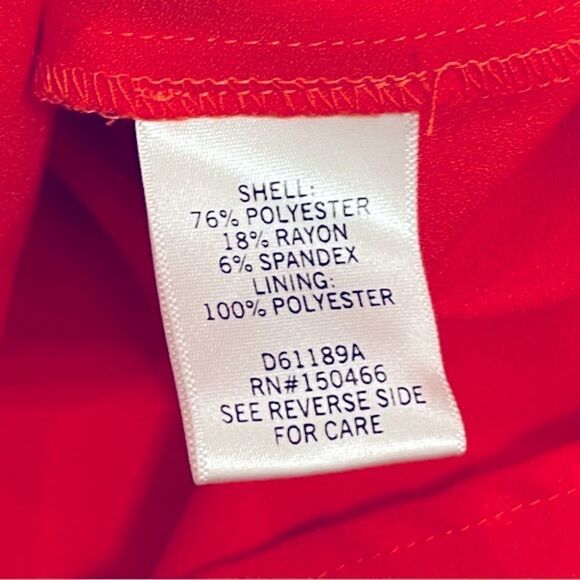 SHELL:
76% POLYESTER
18% RAYON
6% SPANDEX
LINING:
100% POLYESTER
D61189A
RN#150466
SEE REVERSE SIDE
FOR CARE